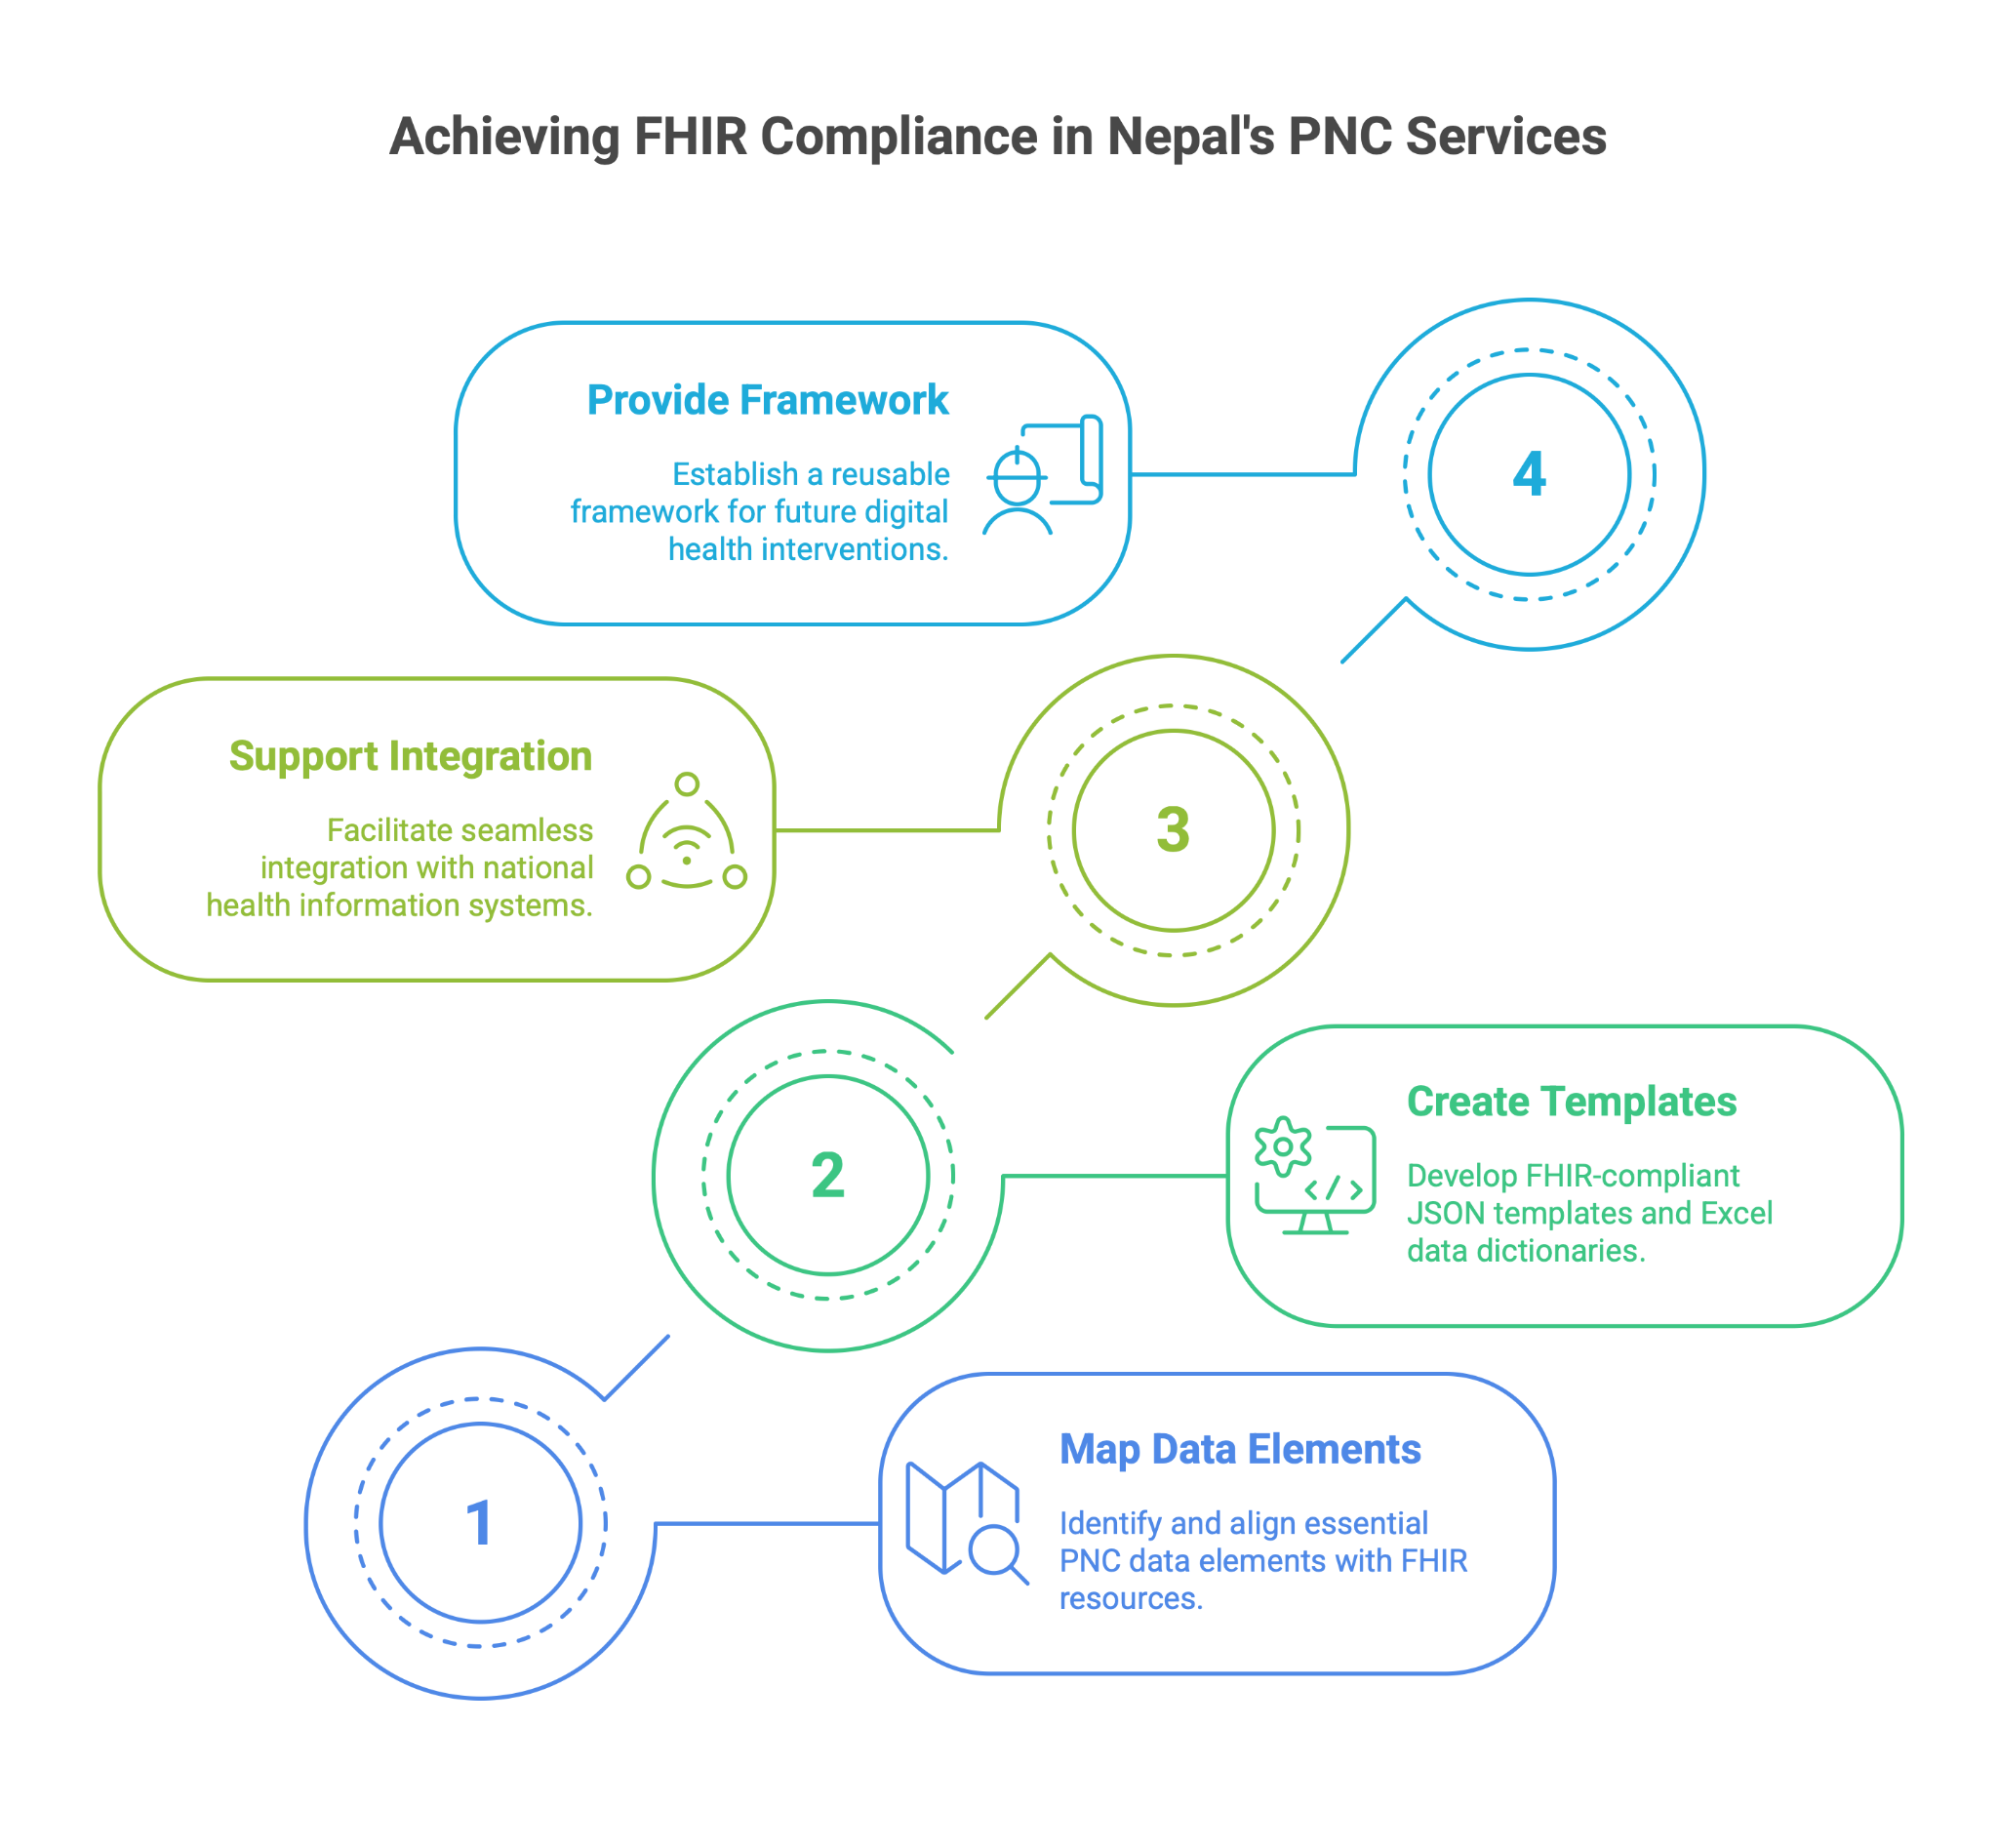 Achieving FHIR Compliance in Nepal's PNC Services
Provide Framework
Establish a reusable
framework for future digital
health interventions.
4
Support Integration
Facilitate seamless
integration with national
health information systems.
3
2
Create Templates
Develop FHIR-compliant
JSON templates and Excel
data dictionaries.
1
Map Data Elements
Identify and align essential
PNC data elements with FHIR
resources.